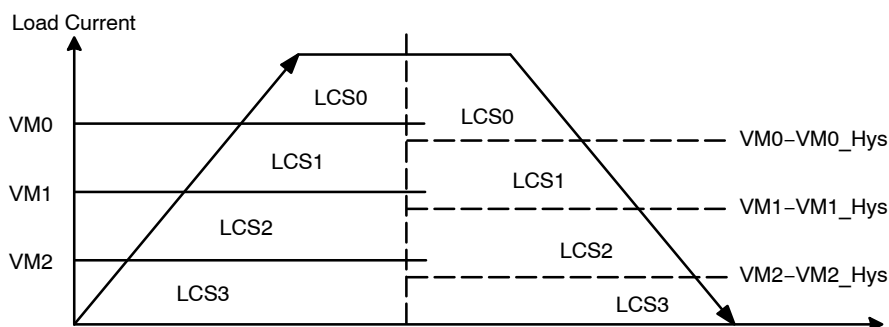 Load Current
LCS0
LCS0
VM0
VM0−VM0_Hys
LCS1
LCS1
VM1
VM1−VM1_Hys
LCS2
LCS2
VM2
VM2−VM2_Hys
LCS3
LCS3